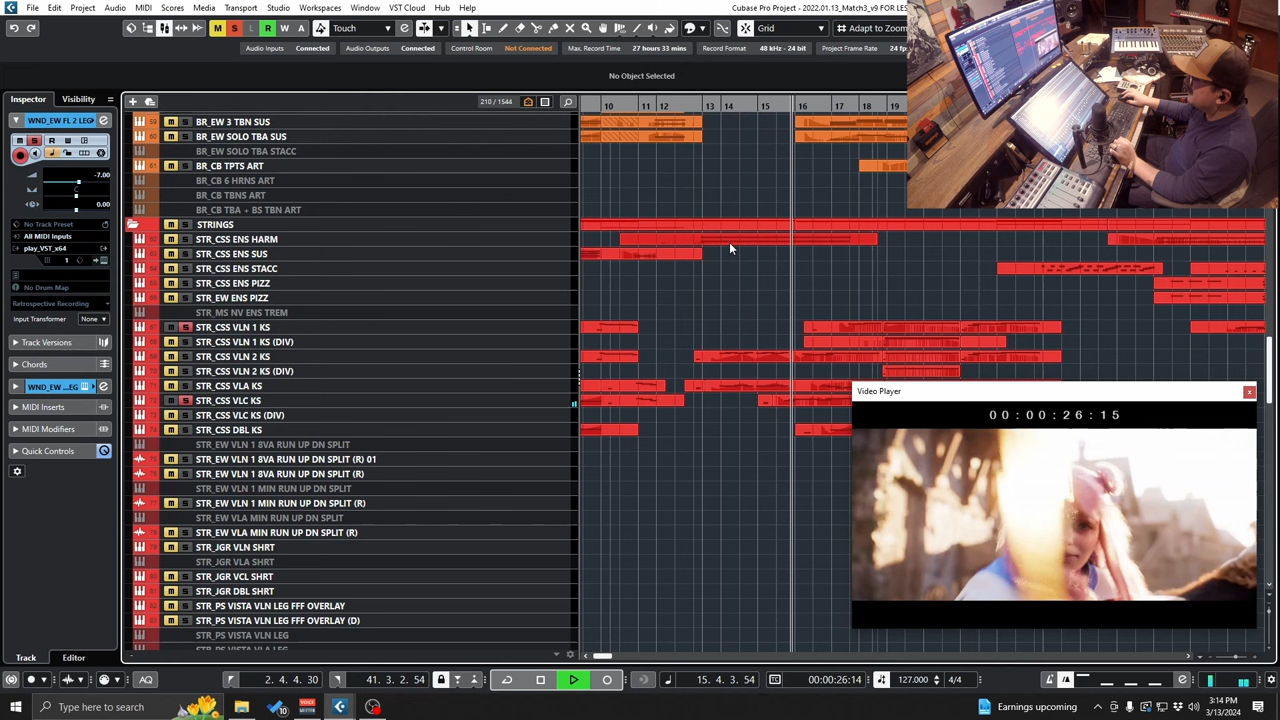 File Edit Project Audio MIDI Scores Media Transport Studio Workspaces Window VST Cloud Hub Help
Cubase Pro Project - 2022.01.13_Match3_v9 FOR LES
M S L R W A Touch Grid Adapt to Zoom
Audio Inputs Connected Audio Outputs Connected Control Room Not Connected Max. Record Time 27 hours 33 mins Record Format 48 kHz - 24 bit Project Frame Rate 24 fp
No Object Selected
Inspector Visibility
210 / 1544
10 11 12 13 14 15 16 17 18 19
WND_EW FL 2 LEG
-7.00
0.00
No Track Preset
All MIDI Inputs
play_VST_x64
1
No Drum Map
Retrospective Recording
Input Transformer None
Track Versions
Chords
WND_EW ...EG
MIDI Inserts
MIDI Modifiers
Quick Controls
59 m S BR_EW 3 TBN SUS
60 m S BR_EW SOLO TBA SUS
BR_EW SOLO TBA STACC
61 m S BR_CB TPTS ART
BR_CB 6 HRNS ART
BR_CB TBNS ART
BR_CB TBA + BS TBN ART
m S STRINGS
m S STR_CSS ENS HARM
m S STR_CSS ENS SUS
m S STR_CSS ENS STACC
m S STR_CSS ENS PIZZ
m S STR_EW ENS PIZZ
STR_MS NV ENS TREM
m S STR_CSS VLN 1 KS
m S STR_CSS VLN 1 KS (DIV)
m S STR_CSS VLN 2 KS
m S STR_CSS VLN 2 KS (DIV)
m S STR_CSS VLA KS
m S STR_CSS VLC KS
m S STR_CSS VLC KS (DIV)
m S STR_CSS DBL KS
STR_EW VLN 1 8VA RUN UP DN SPLIT
m S STR_EW VLN 1 8VA RUN UP DN SPLIT (R) 01
m S STR_EW VLN 1 8VA RUN UP DN SPLIT (R)
STR_EW VLN 1 MIN RUN UP DN SPLIT
m S STR_EW VLN 1 MIN RUN UP DN SPLIT (R)
STR_EW VLA MIN RUN UP DN SPLIT
m S STR_EW VLA MIN RUN UP DN SPLIT (R)
m S STR_JGR VLN SHRT
STR_JGR VLA SHRT
m S STR_JGR VCL SHRT
m S STR_JGR DBL SHRT
m S STR_PS VISTA VLN LEG FFF OVERLAY
m S STR_PS VISTA VLN LEG FFF OVERLAY (D)
STR_PS VISTA VLN LEG
STR_PS VISTA VLA LEG
Video Player
00:00:26:15
Track Editor
AQ 2. 4. 4. 30 41. 3. 2. 54 15. 4. 3. 54 00:00:26:14 127.000 4/4
Type here to search
Earnings upcoming
3:14 PM
3/13/2024